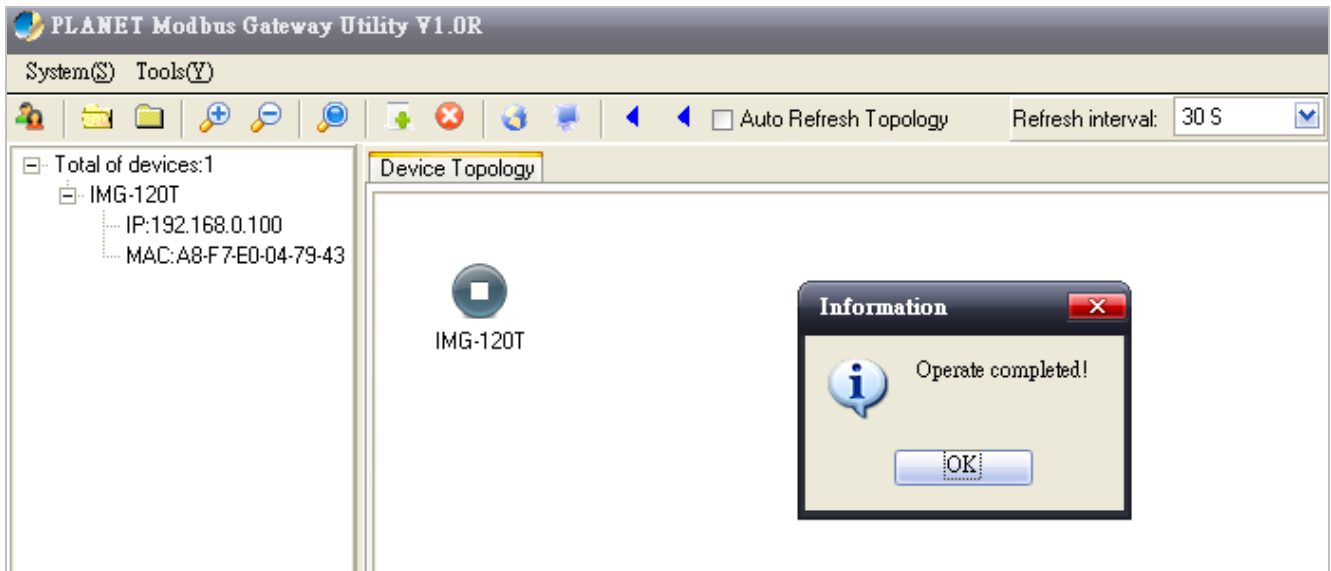 PLANET Modbus Gateway Utility V1.0R
System(S) Tools(Y)
Auto Refresh Topology Refresh interval: 30 S
Total of devices:1
IMG-120T
IP:192.168.0.100
MAC:A8-F7-E0-04-79-43
Device Topology
IMG-120T
Information
Operate completed!
OK